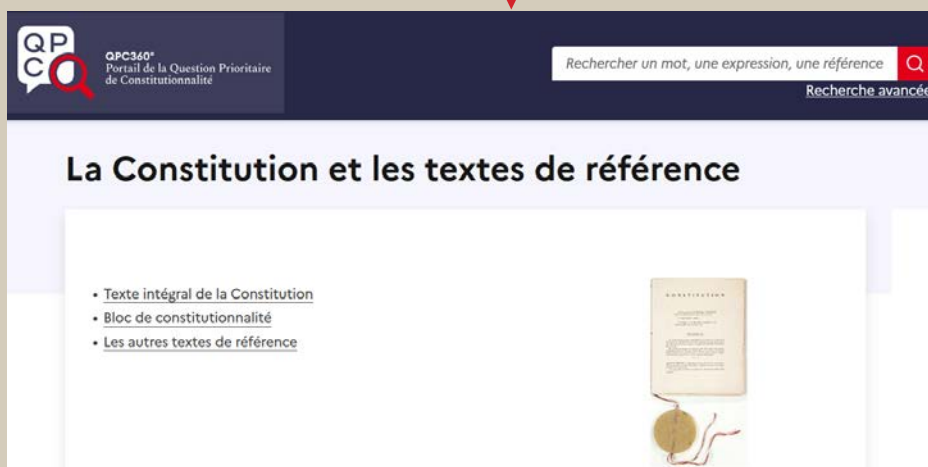 QPC
QPC360°
Portail de la Question Prioritaire
de Constitutionnalité
Rechercher un mot, une expression, une référence
Recherche avancée
La Constitution et les textes de référence
• Texte intégral de la Constitution
• Bloc de constitutionnalité
• Les autres textes de référence
CONSTITUTION